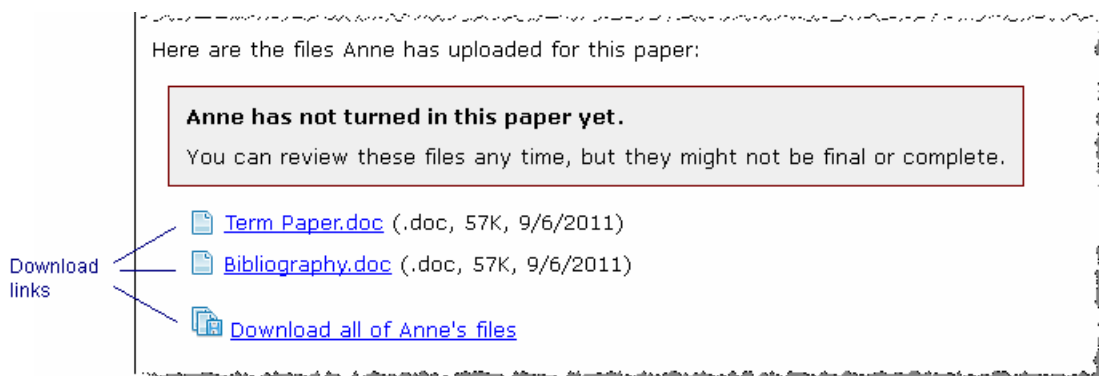 Here are the files Anne has uploaded for this paper:
Anne has not turned in this paper yet.
You can review these files any time, but they might not be final or complete.
Term Paper.doc (.doc, 57K, 9/6/2011)
Bibliography.doc (.doc, 57K, 9/6/2011)
Download
links
Download all of Anne's files